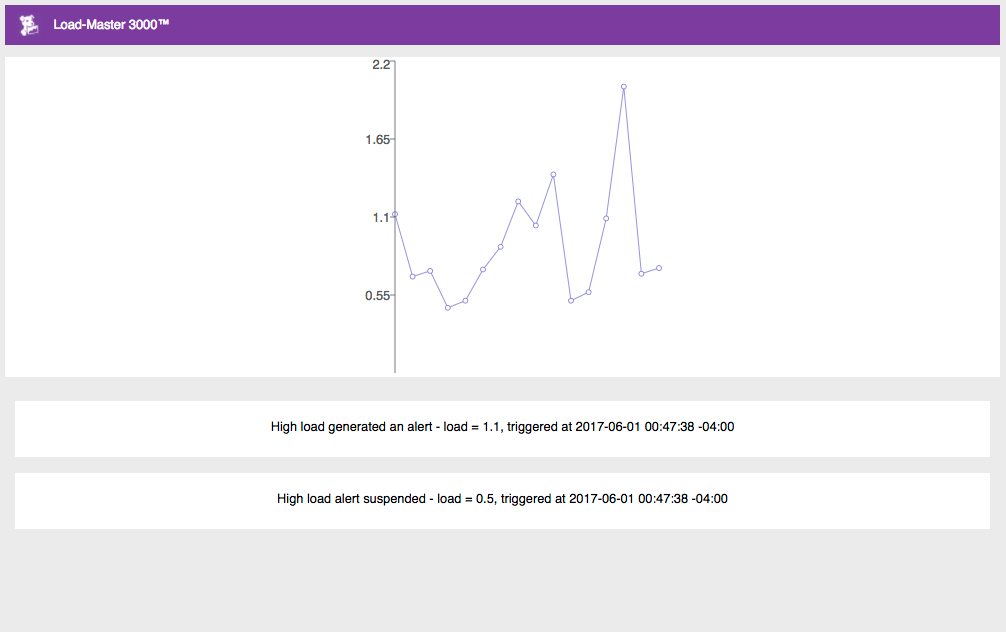 Load-Master 3000™
2.2
1.65
1.1
0.55
High load generated an alert - load = 1.1, triggered at 2017-06-01 00:47:38 -04:00
High load alert suspended - load = 0.5, triggered at 2017-06-01 00:47:38 -04:00